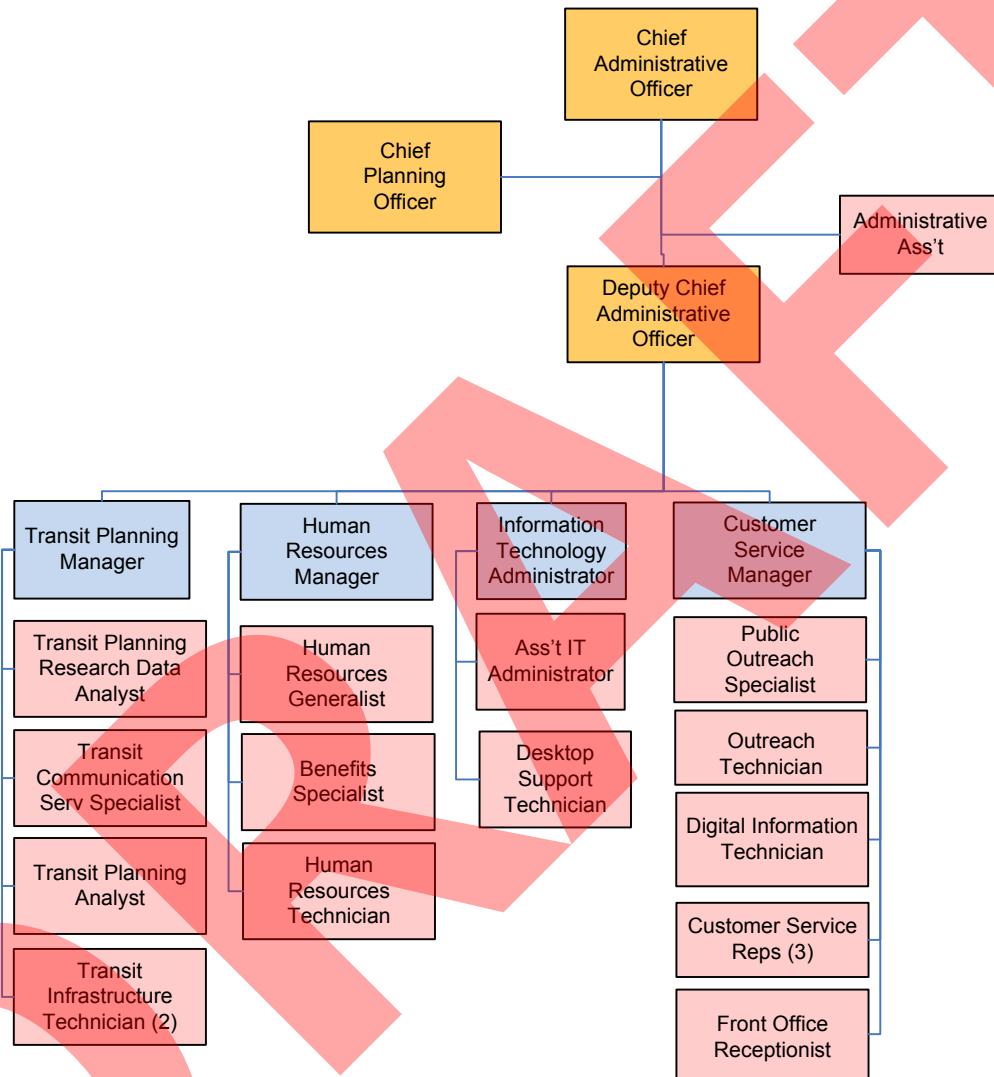 Chief
Administrative
Officer
Chief
Planning
Officer
Administrative
Ass't
Deputy Chief
Administrative
Officer
Transit Planning
Manager
Human
Resources
Manager
Information
Technology
Administrator
Customer
Service
Manager
Transit Planning
Research Data
Analyst
Transit
Communication
Serv Specialist
Transit Planning
Analyst
Transit
Infrastructure
Technician (2)
Human
Resources
Generalist
Benefits
Specialist
Human
Resources
Technician
Ass't IT
Administrator
Desktop
Support
Technician
Public
Outreach
Specialist
Outreach
Technician
Digital Information
Technician
Customer Service
Reps (3)
Front Office
Receptionist
DRAFT